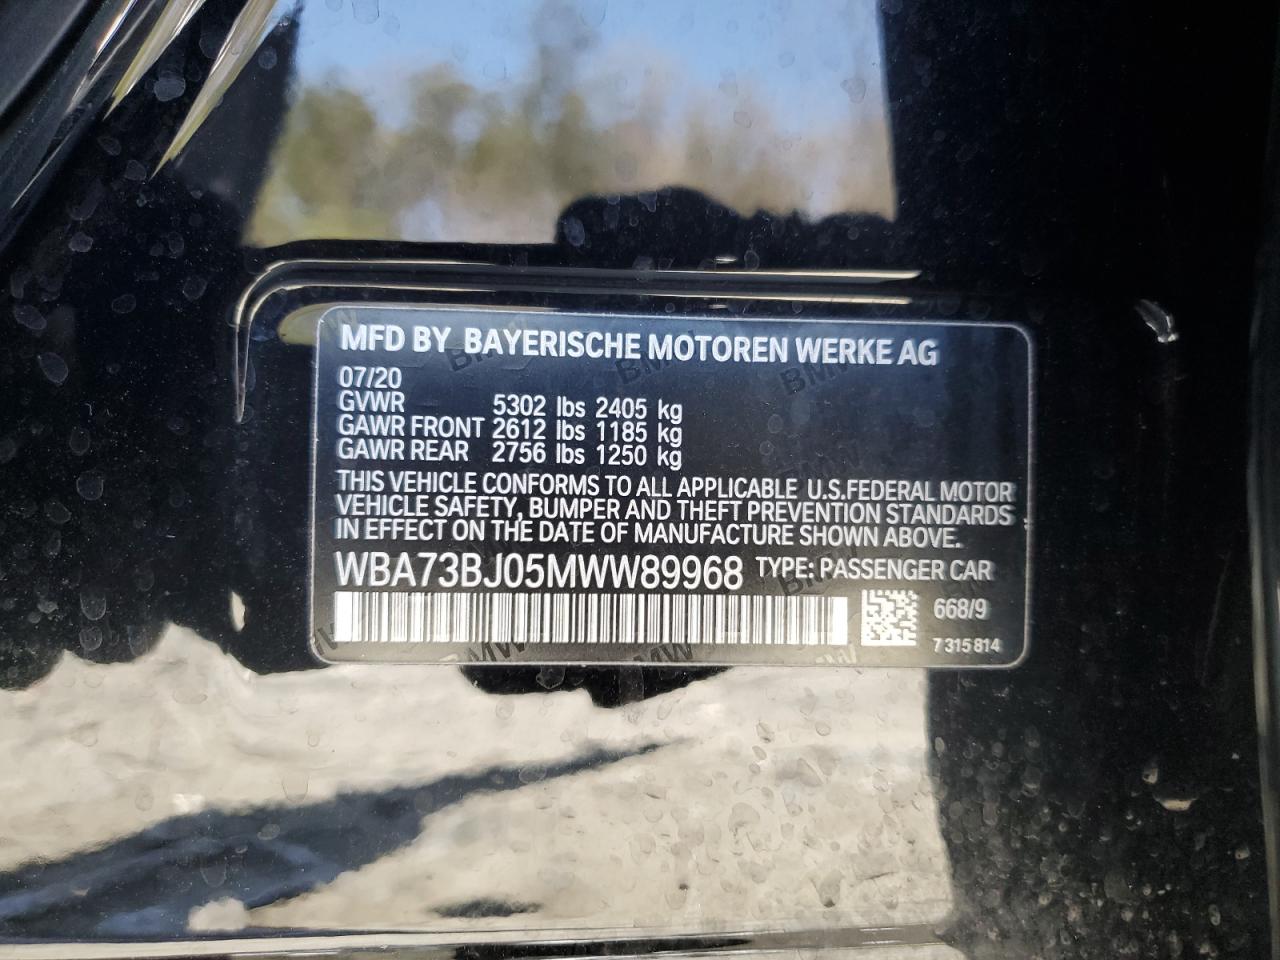 MFD BY BAYERISCHE MOTOREN WERKE AG
07/20
GVWR 5302 lbs 2405 kg
GAWR FRONT 2612 lbs 1185 kg
GAWR REAR 2756 lbs 1250 kg
THIS VEHICLE CONFORMS TO ALL APPLICABLE U.S.FEDERAL MOTOR
VEHICLE SAFETY, BUMPER AND THEFT PREVENTION STANDARDS
IN EFFECT ON THE DATE OF MANUFACTURE SHOWN ABOVE.
WBA73BJ05MWW89968 TYPE: PASSENGER CAR
668/9
7 315 814